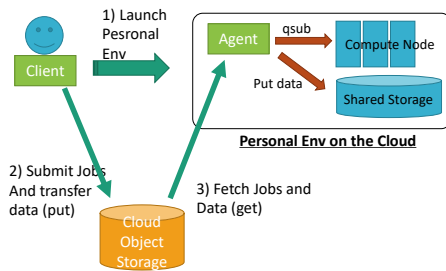 1) Launch
Pesronal
Env
Client
Agent
qsub
Compute Node
Put data
Shared Storage
Personal Env on the Cloud
2) Submit Jobs
And transfer
data (put)
3) Fetch Jobs and
Data (get)
Cloud
Object
Storage